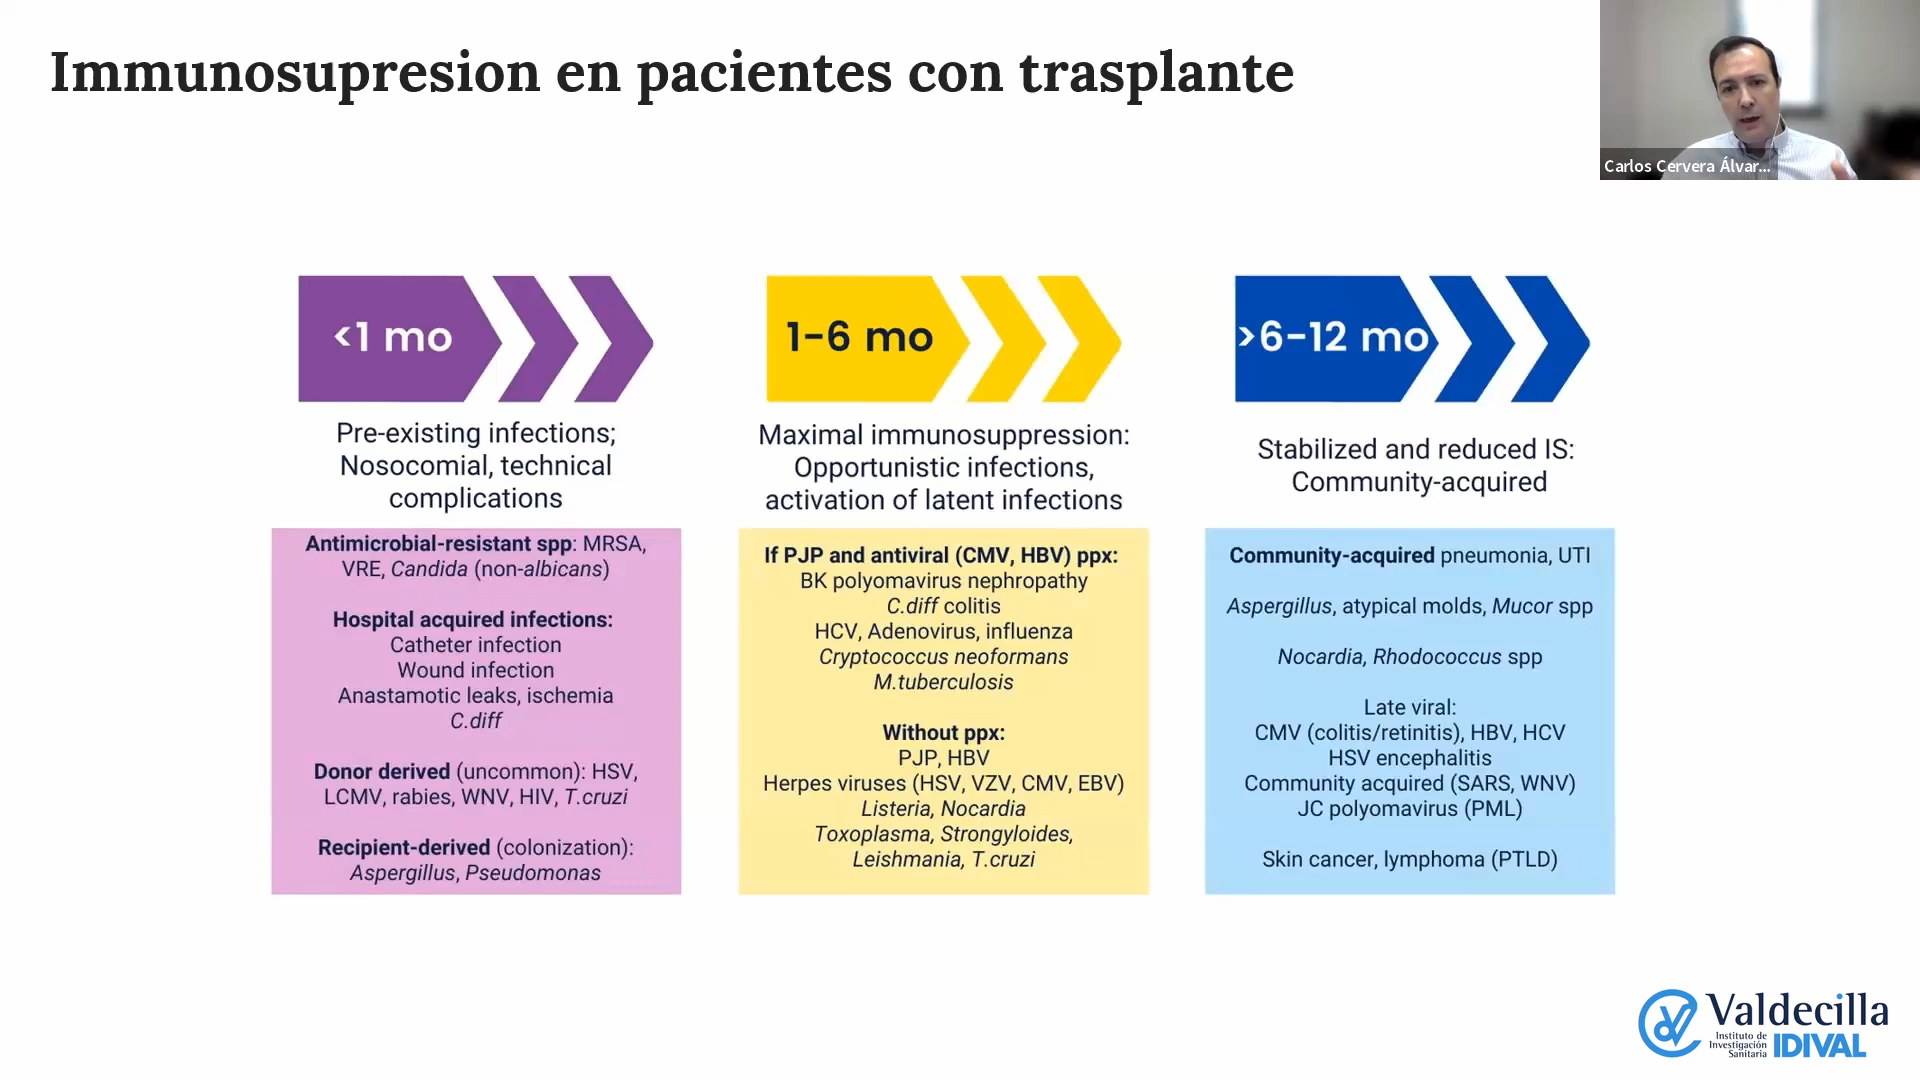 Immunosupresion en pacientes con trasplante
Carlos Cervera Álvar...
<1 mo
Pre-existing infections;
Nosocomial, technical
complications
Antimicrobial-resistant spp: MRSA,
VRE, Candida (non-albicans)
Hospital acquired infections:
Catheter infection
Wound infection
Anastamotic leaks, ischemia
C.diff
Donor derived (uncommon): HSV,
LCMV, rabies, WNV, HIV, T.cruzi
Recipient-derived (colonization):
Aspergillus, Pseudomonas
1-6 mo
Maximal immunosuppression:
Opportunistic infections,
activation of latent infections
If PJP and antiviral (CMV, HBV) ppx:
BK polyomavirus nephropathy
C.diff colitis
HCV, Adenovirus, influenza
Cryptococcus neoformans
M.tuberculosis
Without ppx:
PJP, HBV
Herpes viruses (HSV, VZV, CMV, EBV)
Listeria, Nocardia
Toxoplasma, Strongyloides,
Leishmania, T.cruzi
>6-12 mo
Stabilized and reduced IS:
Community-acquired
Community-acquired pneumonia, UTI
Aspergillus, atypical molds, Mucor spp
Nocardia, Rhodococcus spp
Late viral:
CMV (colitis/retinitis), HBV, HCV
HSV encephalitis
Community acquired (SARS, WNV)
JC polyomavirus (PML)
Skin cancer, lymphoma (PTLD)
Valdecilla
Instituto de
Investigación
Sanitaria
IDIVAL